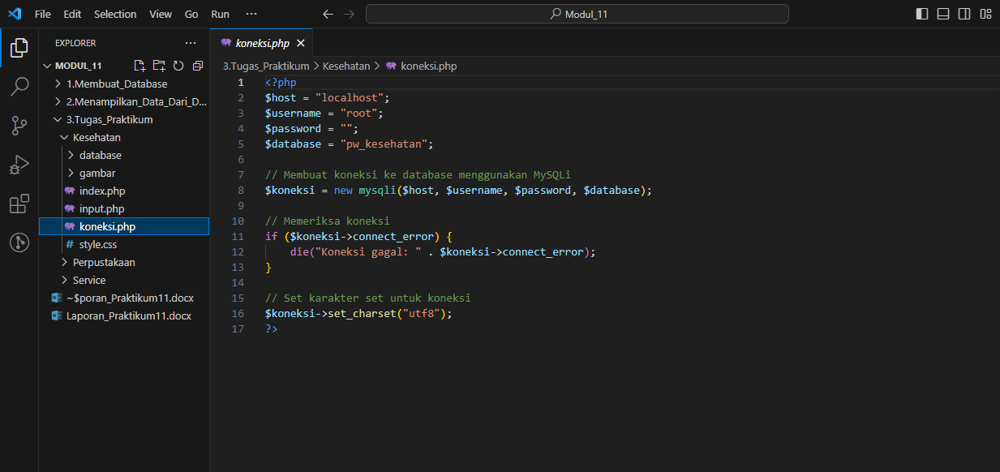 File Edit Selection View Go Run ··· Modul_11
EXPLORER ···
koneksi.php
MODUL_11
3.Tugas_Praktikum > Kesehatan > koneksi.php
1.Membuat_Database
2.Menampilkan_Data_Dari_D...
3.Tugas_Praktikum
Kesehatan
database
gambar
index.php
input.php
koneksi.php
# style.css
Perpustakaan
Service
~$poran_Praktikum11.docx
Laporan_Praktikum11.docx
1 <?php
2 $host = "localhost";
3 $username = "root";
4 $password = "";
5 $database = "pw_kesehatan";
6
7 // Membuat koneksi ke database menggunakan MySQLi
8 $koneksi = new mysqli($host, $username, $password, $database);
9
10 // Memeriksa koneksi
11 if ($koneksi->connect_error) {
12     die("Koneksi gagal: " . $koneksi->connect_error);
13 }
14
15 // Set karakter set untuk koneksi
16 $koneksi->set_charset("utf8");
17 ?>